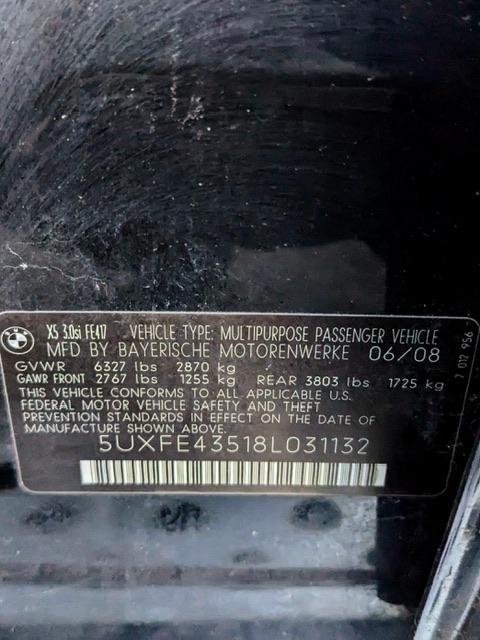 X5 3.0si FE417 VEHICLE TYPE: MULTIPURPOSE PASSENGER VEHICLE
MFD BY BAYERISCHE MOTORENWERKE 06/08
GVWR 6327 lbs 2870 kg
GAWR FRONT 2767 lbs 1255 kg REAR 3803 lbs 1725 kg
THIS VEHICLE CONFORMS TO ALL APPLICABLE U.S.
FEDERAL MOTOR VEHICLE SAFETY AND THEFT
PREVENTION STANDARDS IN EFFECT ON THE DATE OF
MANUFACTURE SHOWN ABOVE.
5UXFE43518L031132
7 012 956